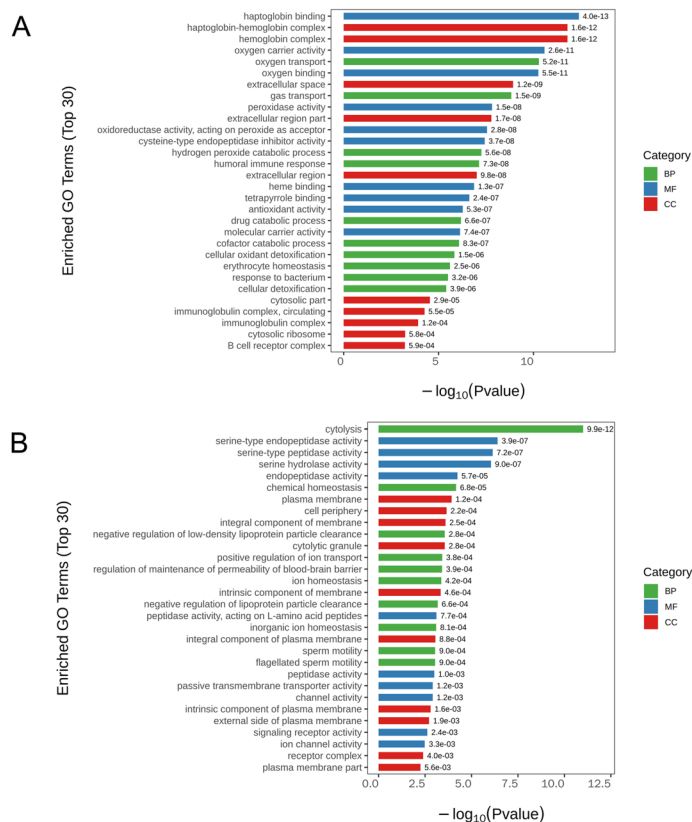 A
Enriched GO Terms (Top 30)
haptoglobin binding 4.0e-13
haptoglobin-hemoglobin complex 1.6e-12
hemoglobin complex 1.6e-12
oxygen carrier activity 2.6e-11
oxygen transport 5.2e-11
oxygen binding 5.5e-11
extracellular space 1.2e-09
gas transport 1.5e-09
peroxidase activity 1.5e-08
extracellular region part 1.7e-08
oxidoreductase activity, acting on peroxide as acceptor 2.8e-08
cysteine-type endopeptidase inhibitor activity 3.7e-08
hydrogen peroxide catabolic process 5.6e-08
humoral immune response 7.3e-08
extracellular region 9.8e-08
heme binding 1.3e-07
tetrapyrrole binding 2.4e-07
antioxidant activity 5.3e-07
drug catabolic process 6.6e-07
molecular carrier activity 7.4e-07
cofactor catabolic process 8.3e-07
cellular oxidant detoxification 1.5e-06
erythrocyte homeostasis 2.5e-06
response to bacterium 3.2e-06
cellular detoxification 3.9e-06
cytosolic part 2.9e-05
immunoglobulin complex, circulating 5.5e-05
immunoglobulin complex 1.2e-04
cytosolic ribosome 5.8e-04
B cell receptor complex 5.9e-04
0 5 10
−log₁₀(Pvalue)
Category
BP
MF
CC
B
Enriched GO Terms (Top 30)
cytolysis 9.9e-12
serine-type endopeptidase activity 3.9e-07
serine-type peptidase activity 7.2e-07
serine hydrolase activity 9.0e-07
endopeptidase activity 5.7e-05
chemical homeostasis 6.8e-05
plasma membrane 1.2e-04
cell periphery 2.2e-04
integral component of membrane 2.5e-04
negative regulation of low-density lipoprotein particle clearance 2.8e-04
cytolytic granule 2.8e-04
positive regulation of ion transport 3.8e-04
regulation of maintenance of permeability of blood-brain barrier 3.9e-04
ion homeostasis 4.2e-04
intrinsic component of membrane 4.6e-04
negative regulation of lipoprotein particle clearance 6.6e-04
peptidase activity, acting on L-amino acid peptides 7.7e-04
inorganic ion homeostasis 8.1e-04
integral component of plasma membrane 8.8e-04
sperm motility 9.0e-04
flagellated sperm motility 9.0e-04
peptidase activity 1.0e-03
passive transmembrane transporter activity 1.2e-03
channel activity 1.2e-03
intrinsic component of plasma membrane 1.6e-03
external side of plasma membrane 1.9e-03
signaling receptor activity 2.4e-03
ion channel activity 3.3e-03
receptor complex 4.0e-03
plasma membrane part 5.6e-03
0.0 2.5 5.0 7.5 10.0 12.5
−log₁₀(Pvalue)
Category
BP
MF
CC